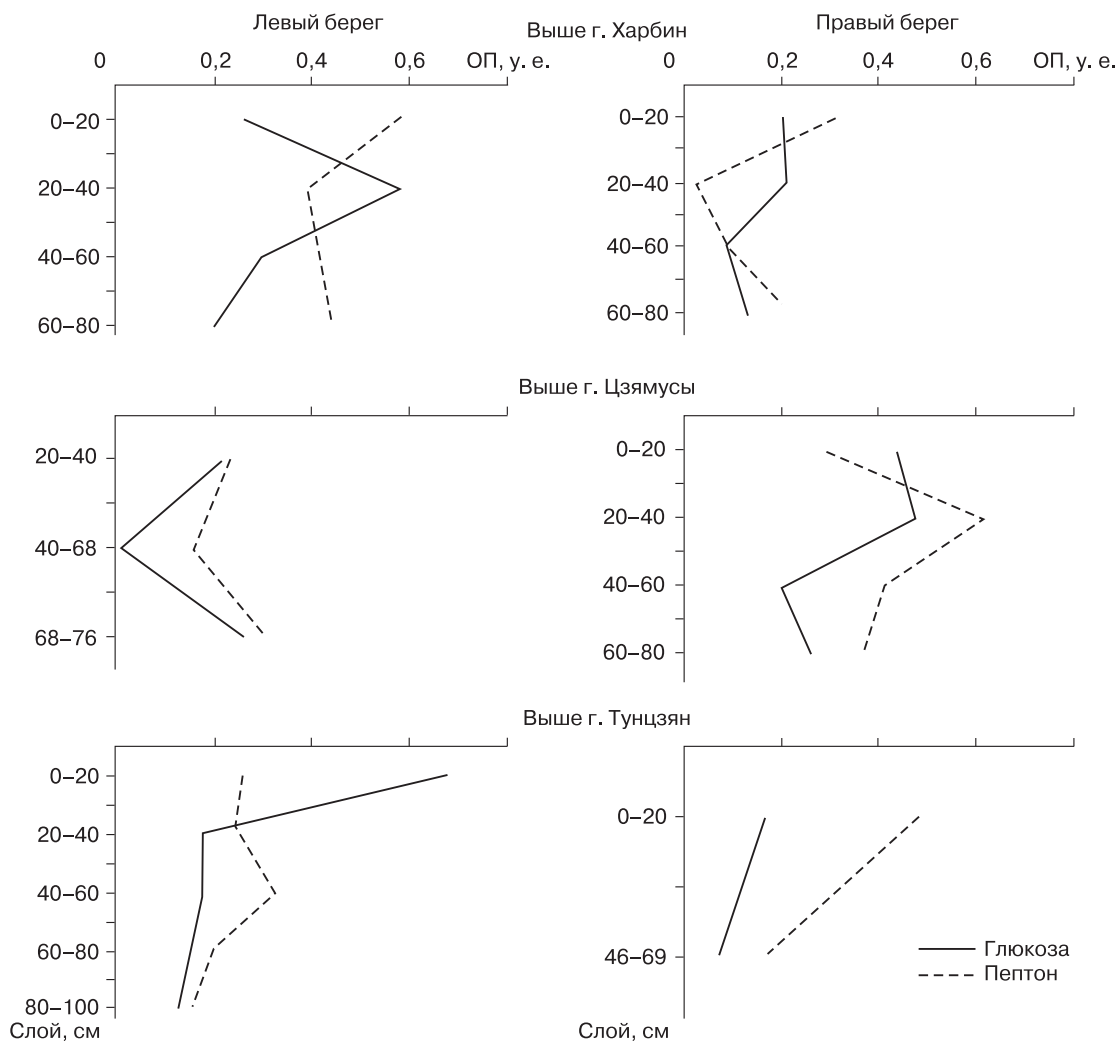 Левый берег
Правый берег
Выше г. Харбин
0 0,2 0,4 0,6 ОП, у. е.
0 0,2 0,4 0,6 ОП, у. е.
0–20
20–40
40–60
60–80
0–20
20–40
40–60
60–80
Выше г. Цзямусы
20–40
40–68
68–76
0–20
20–40
40–60
60–80
Выше г. Тунцзян
0–20
20–40
40–60
60–80
80–100
Слой, см
0–20
46–69
Слой, см
Глюкоза
Пептон